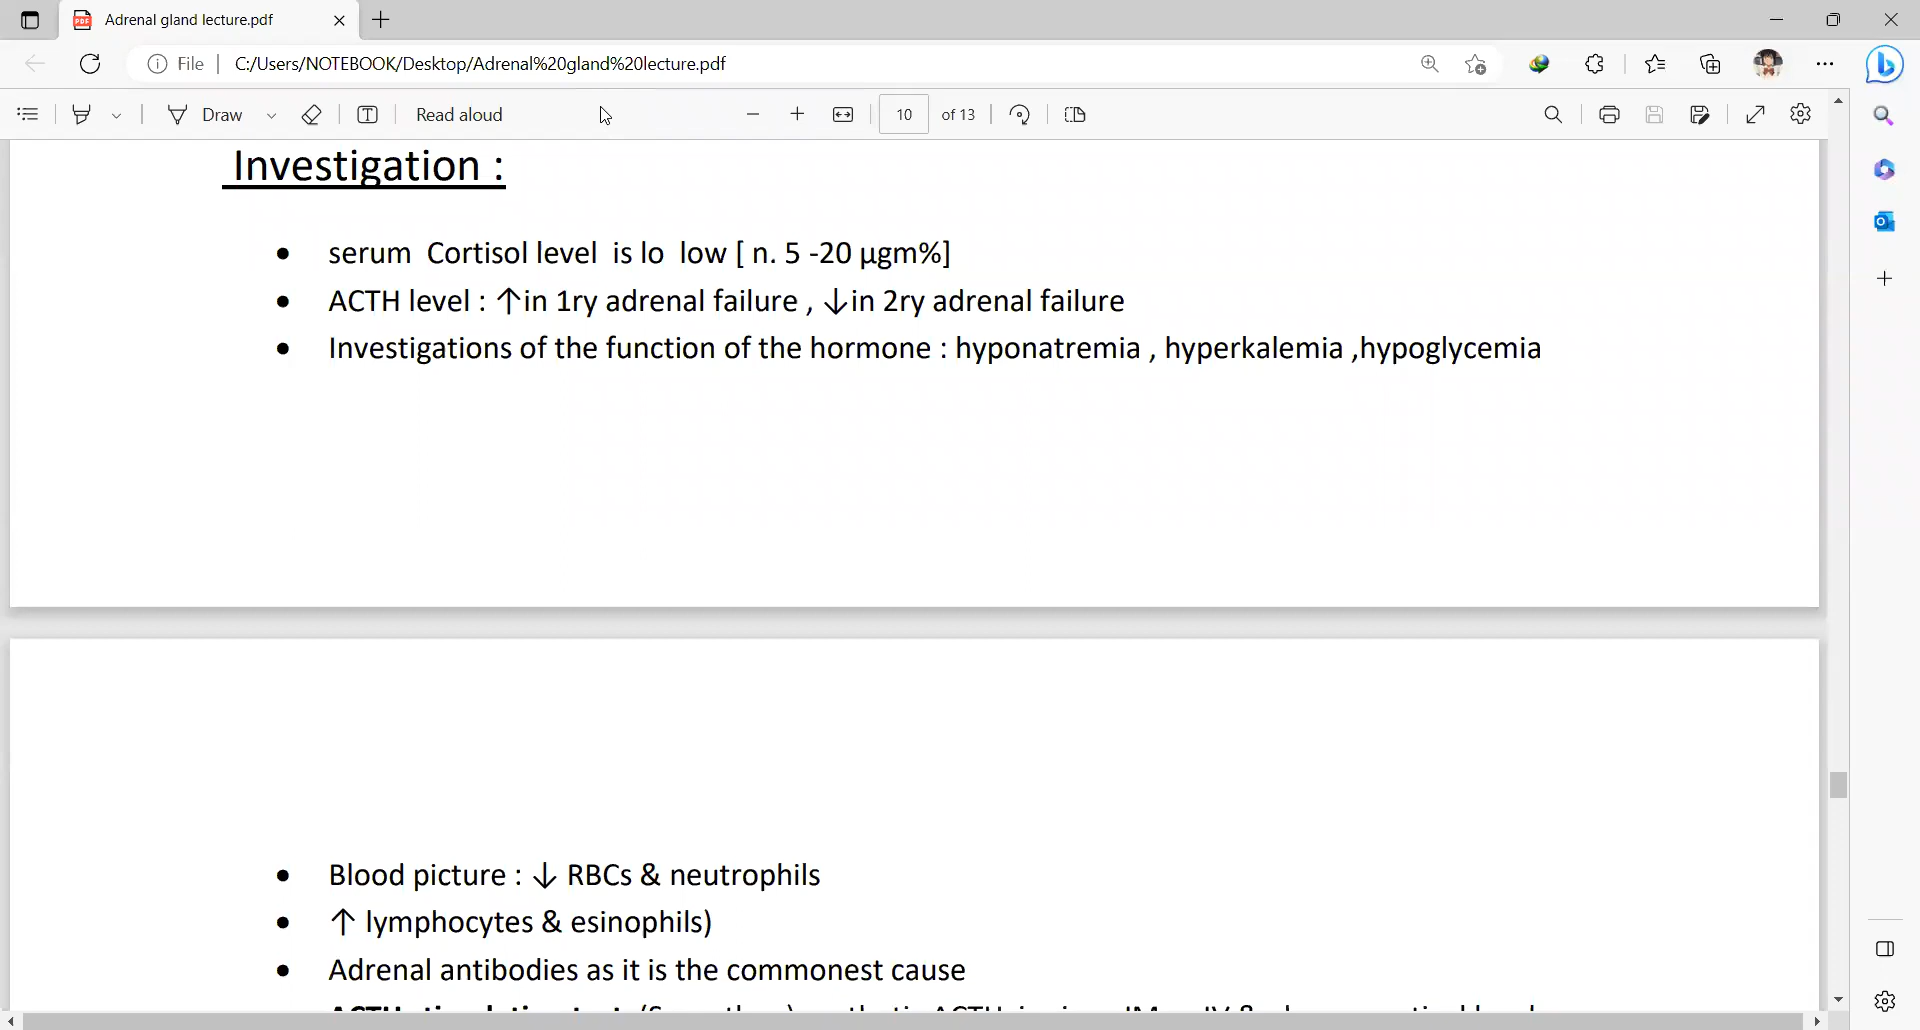 Adrenal gland lecture.pdf
File | C:/Users/NOTEBOOK/Desktop/Adrenal%20gland%20lecture.pdf
Draw Read aloud 10 of 13
Investigation :
• serum Cortisol level is lo low [ n. 5 -20 µgm%]
• ACTH level : ↑in 1ry adrenal failure , ↓in 2ry adrenal failure
• Investigations of the function of the hormone : hyponatremia , hyperkalemia ,hypoglycemia
• Blood picture : ↓ RBCs & neutrophils
• ↑ lymphocytes & esinophils)
• Adrenal antibodies as it is the commonest cause